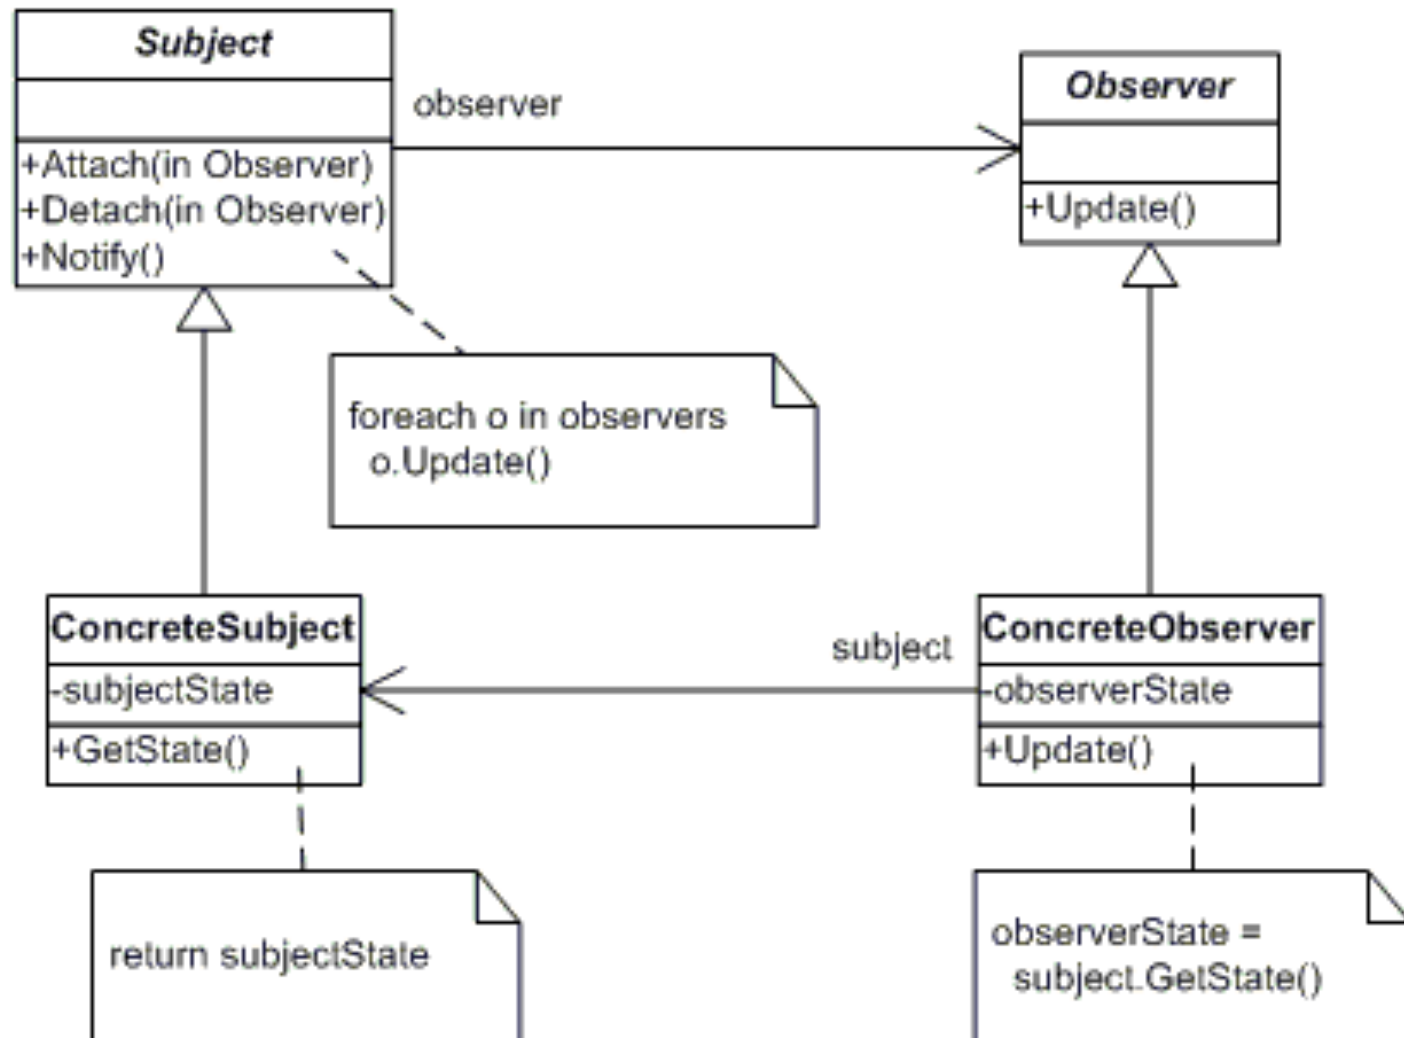 Subject
+Attach(in Observer)
+Detach(in Observer)
+Notify()
observer
Observer
+Update()
foreach o in observers
o.Update()
ConcreteSubject
-subjectState
+GetState()
subject
ConcreteObserver
-observerState
+Update()
return subjectState
observerState =
subject.GetState()